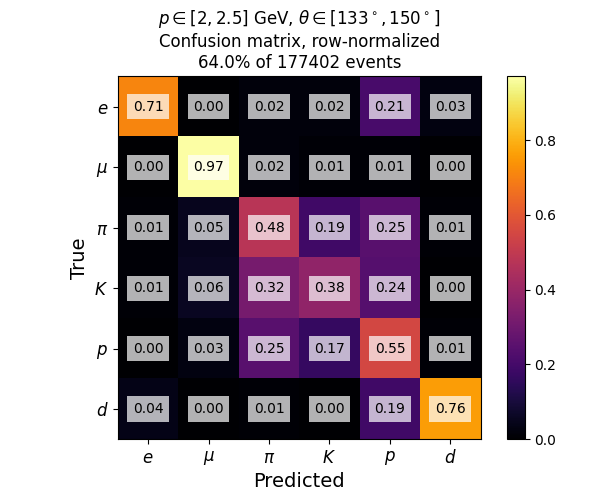 p ∈ [2, 2.5] GeV, θ ∈ [133°, 150°]
Confusion matrix, row-normalized
64.0% of 177402 events
e 0.71 0.00 0.02 0.02 0.21 0.03
μ 0.00 0.97 0.02 0.01 0.01 0.00
π 0.01 0.05 0.48 0.19 0.25 0.01
K 0.01 0.06 0.32 0.38 0.24 0.00
p 0.00 0.03 0.25 0.17 0.55 0.01
d 0.04 0.00 0.01 0.00 0.19 0.76
e μ π K p d
Predicted
True
0.8
0.6
0.4
0.2
0.0